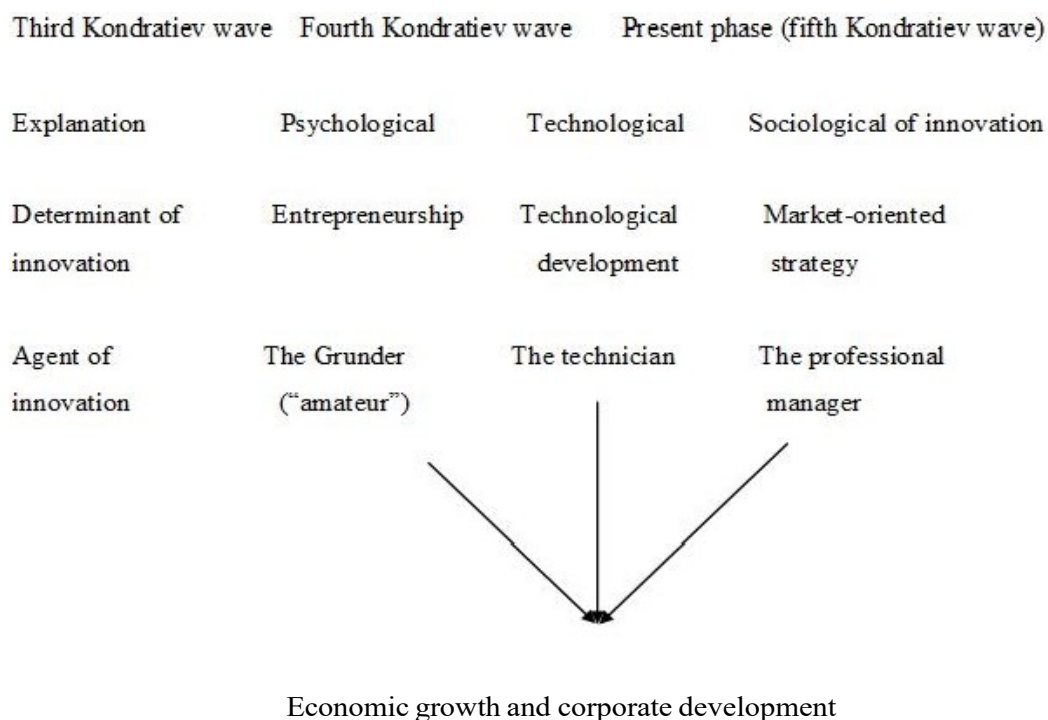 Third Kondratiev wave Fourth Kondratiev wave Present phase (fifth Kondratiev wave)
Explanation Psychological Technological Sociological of innovation
Determinant of Entrepreneurship Technological Market-oriented
innovation development strategy
Agent of The Grunder The technician The professional
innovation (“amateur”) manager
Economic growth and corporate development